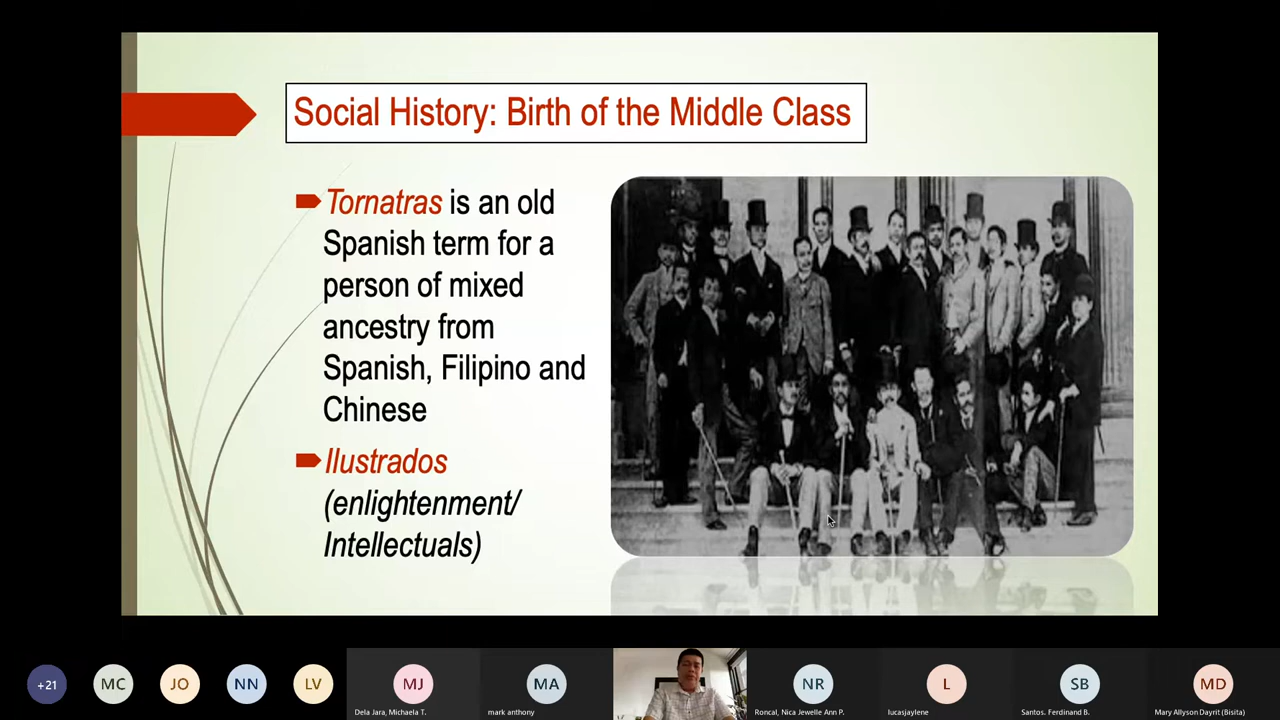 Social History: Birth of the Middle Class
Tornatras is an old
Spanish term for a
person of mixed
ancestry from
Spanish, Filipino and
Chinese
Ilustrados
(enlightenment/
Intellectuals)
+21
MC
JO
NN
LV
MJ
MA
NR
L
SB
MD
Dela Jara, Michaela T.
mark anthony
Roncal, Nica Jewelle Ann P.
lucasjaylene
Santos. Ferdinand B.
Mary Allyson Dayrit (Bisita)